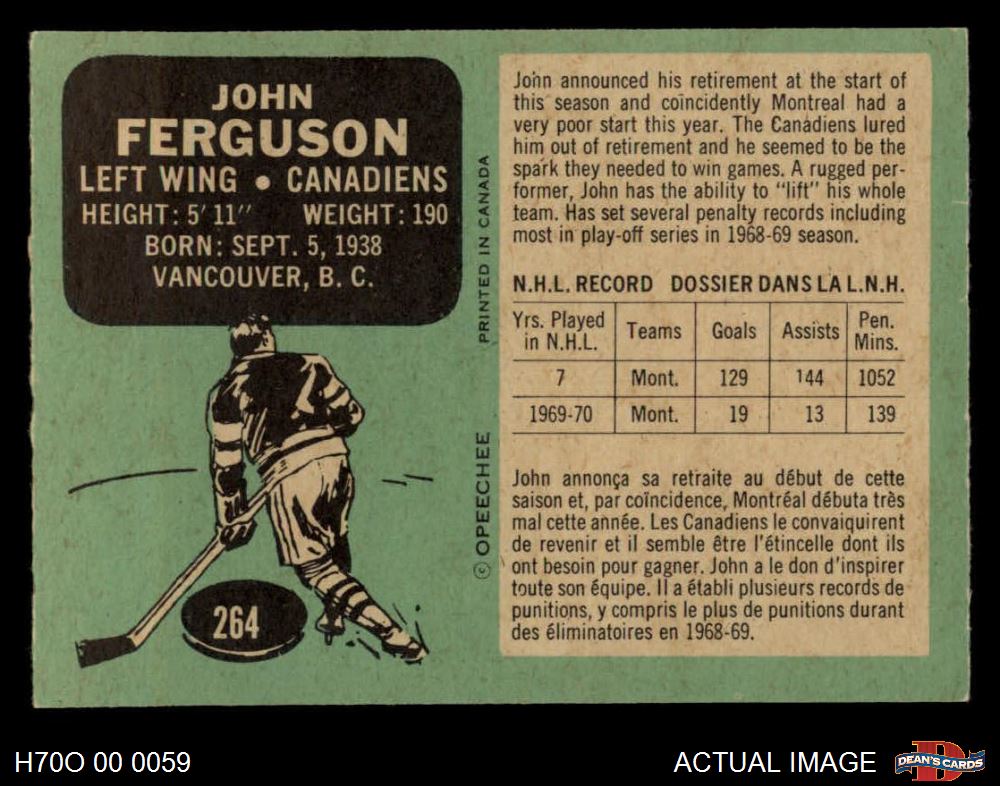 JOHN
FERGUSON
LEFT WING • CANADIENS
HEIGHT: 5' 11" WEIGHT: 190
BORN: SEPT. 5, 1938
VANCOUVER, B. C.
264
PRINTED IN CANADA
© OPEECHEE
John announced his retirement at the start of
this season and coincidently Montreal had a
very poor start this year. The Canadiens lured
him out of retirement and he seemed to be the
spark they needed to win games. A rugged per-
former, John has the ability to "lift" his whole
team. Has set several penalty records including
most in play-off series in 1968-69 season.
N.H.L. RECORD DOSSIER DANS LA L.N.H.
Yrs. Played in N.H.L. Teams Goals Assists Pen. Mins.
7 Mont. 129 144 1052
1969-70 Mont. 19 13 139
John annonça sa retraite au début de cette
saison et, par coïncidence, Montréal débuta très
mal cette année. Les Canadiens le convaiquirent
de revenir et il semble être l'étincelle dont ils
ont besoin pour gagner. John a le don d'inspirer
toute son équipe. Il a établi plusieurs records de
punitions, y compris le plus de punitions durant
des éliminatoires en 1968-69.
H70O 00 0059
ACTUAL IMAGE
D
DEAN'S CARDS